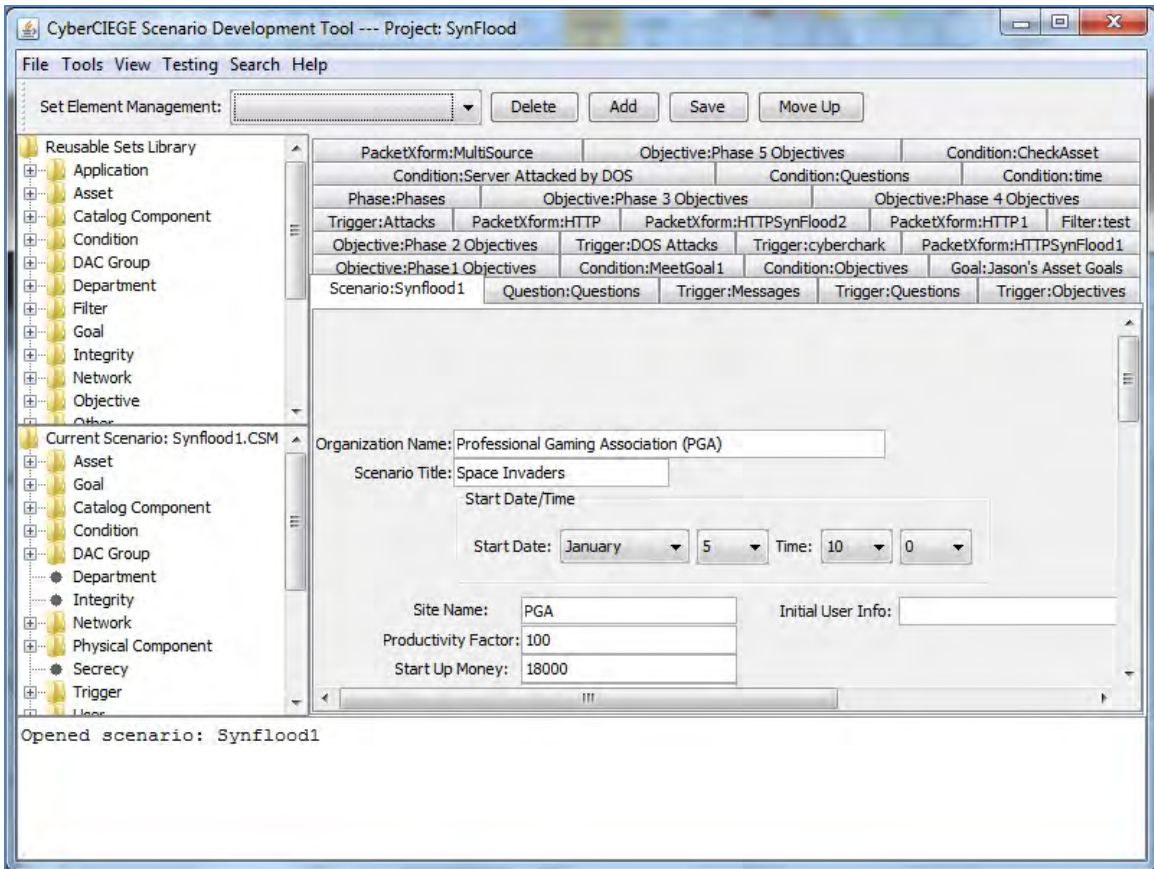 CyberCIEGE Scenario Development Tool --- Project: SynFlood
File Tools View Testing Search Help
Set Element Management: Delete Add Save Move Up
Reusable Sets Library
Application
Asset
Catalog Component
Condition
DAC Group
Department
Filter
Goal
Integrity
Network
Objective
Other
Current Scenario: Synflood1.CSM
Asset
Goal
Catalog Component
Condition
DAC Group
Department
Integrity
Network
Physical Component
Secrecy
Trigger
User
PacketXform:MultiSource Objective:Phase 5 Objectives Condition:CheckAsset
Condition:Server Attacked by DOS Condition:Questions Condition:time
Phase:Phases Objective:Phase 3 Objectives Objective:Phase 4 Objectives
Trigger:Attacks PacketXform:HTTP PacketXform:HTTPSynFlood2 PacketXform:HTTP1 Filter:test
Objective:Phase 2 Objectives Trigger:DOS Attacks Trigger:cyberchark PacketXform:HTTPSynFlood1
Objective:Phase1 Objectives Condition:MeetGoal1 Condition:Objectives Goal:Jason's Asset Goals
Scenario:Synflood1 Question:Questions Trigger:Messages Trigger:Questions Trigger:Objectives
Organization Name: Professional Gaming Association (PGA)
Scenario Title: Space Invaders
Start Date/Time
Start Date: January 5 Time: 10 0
Site Name: PGA Initial User Info:
Productivity Factor: 100
Start Up Money: 18000
Opened scenario: Synflood1